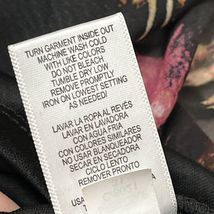 TURN GARMENT INSIDE OUT
MACHINE WASH COLD
WITH LIKE COLORS
DO NOT BLEACH
TUMBLE DRY LOW
REMOVE PROMPTLY
IRON ON LOWEST SETTING
AS NEEDED/
LAVAR LA ROPA AL REVES
LAVAR EN LAVADORA
CON AGUA FRIA
CON COLORES SIMILARES
NO USAR BLANQUEADOR
SECAR EN SECADORA
CICLO LENTO
REMOVER PRONTO